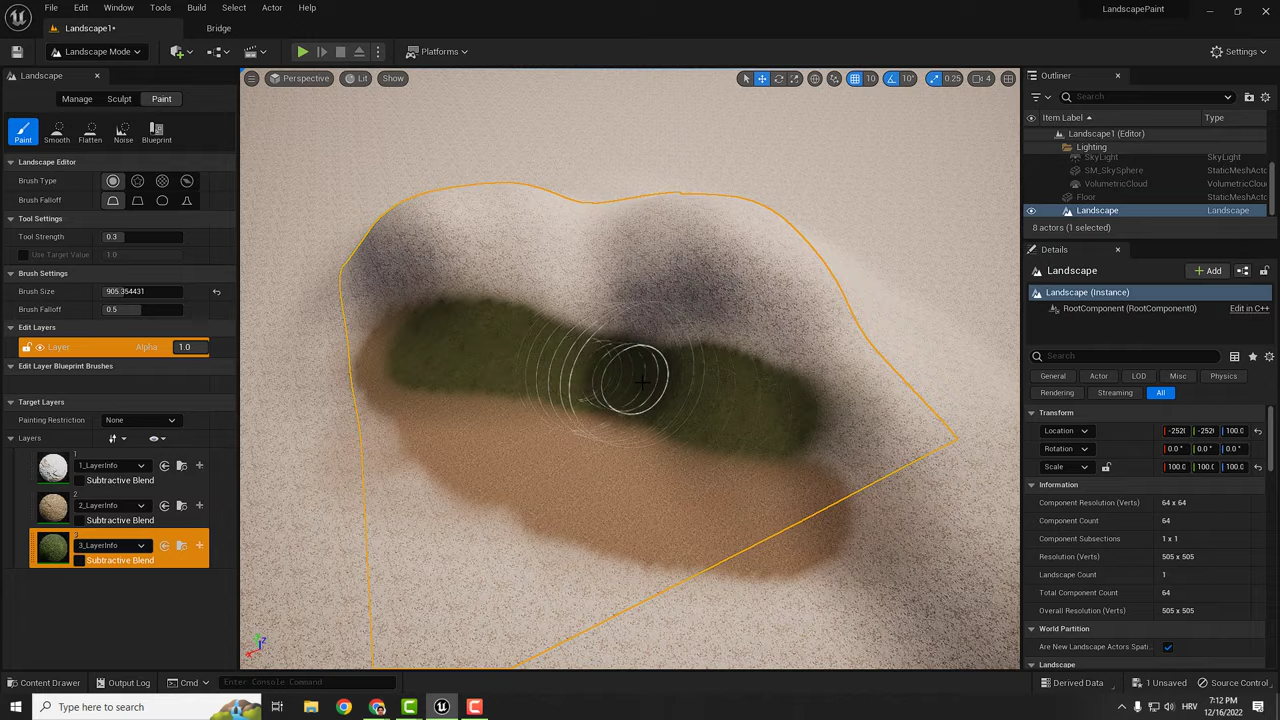 File Edit Window Tools Build Select Actor Help LandscapePaint
Landscape1* Bridge
Landscape Mode Platforms Settings
Landscape
Manage Sculpt Paint
Paint Smooth Flatten Noise Blueprint
Landscape Editor
Brush Type
Brush Falloff
Tool Settings
Tool Strength 0.3
Use Target Value 1.0
Brush Settings
Brush Size 905.354431
Brush Falloff 0.5
Edit Layers
Layer Alpha 1.0
Edit Layer Blueprint Brushes
Target Layers
Painting Restriction None
Layers
1
1_LayerInfo
Subtractive Blend
2
2_LayerInfo
Subtractive Blend
3
3_LayerInfo
Subtractive Blend
Perspective Lit Show 10 10° 0.25 4
Outliner
Search
Item Label Type
Landscape1 (Editor)
Lighting
SkyLight SkyLight
SM_SkySphere StaticMeshAct
VolumetricCloud VolumetricClou
Floor StaticMeshAct
Landscape Landscape
8 actors (1 selected)
Details
Landscape Add
Landscape (Instance)
RootComponent (RootComponent0) Edit in C++
Search
General Actor LOD Misc Physics
Rendering Streaming All
Transform
Location -252( -252( 100.0
Rotation 0.0° 0.0° 0.0°
Scale 100.0 100.0 100.0
Information
Component Resolution (Verts) 64 x 64
Component Count 64
Component Subsections 1 x 1
Resolution (Verts) 505 x 505
Landscape Count 1
Total Component Count 64
Overall Resolution (Verts) 505 x 505
World Partition
Are New Landscape Actors Spati..
Landscape
Content Drawer Output Log Cmd Enter Console Command Derived Data 1 Unsaved Source Control
Type here to search HRV 7:12 PM
12/16/2022